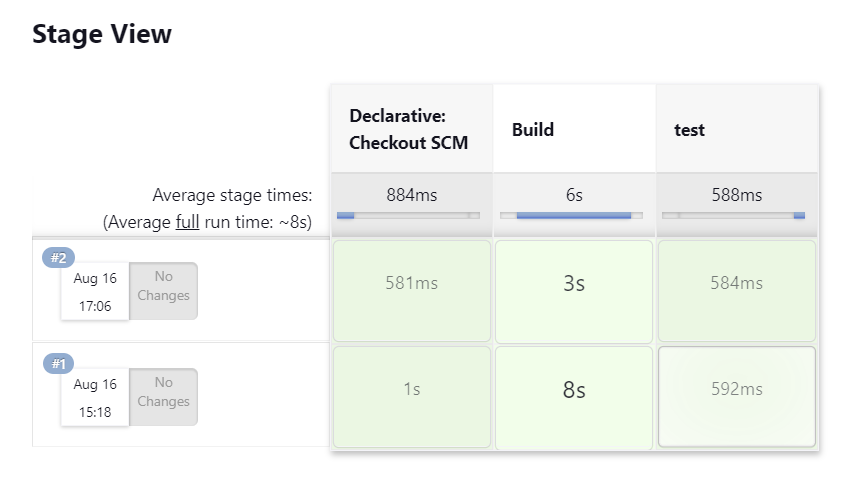 Stage View
Declarative:
Checkout SCM
Build
test
Average stage times:
(Average full run time: ~8s)
884ms
6s
588ms
#2
Aug 16
17:06
No
Changes
581ms
3s
584ms
#1
Aug 16
15:18
No
Changes
1s
8s
592ms